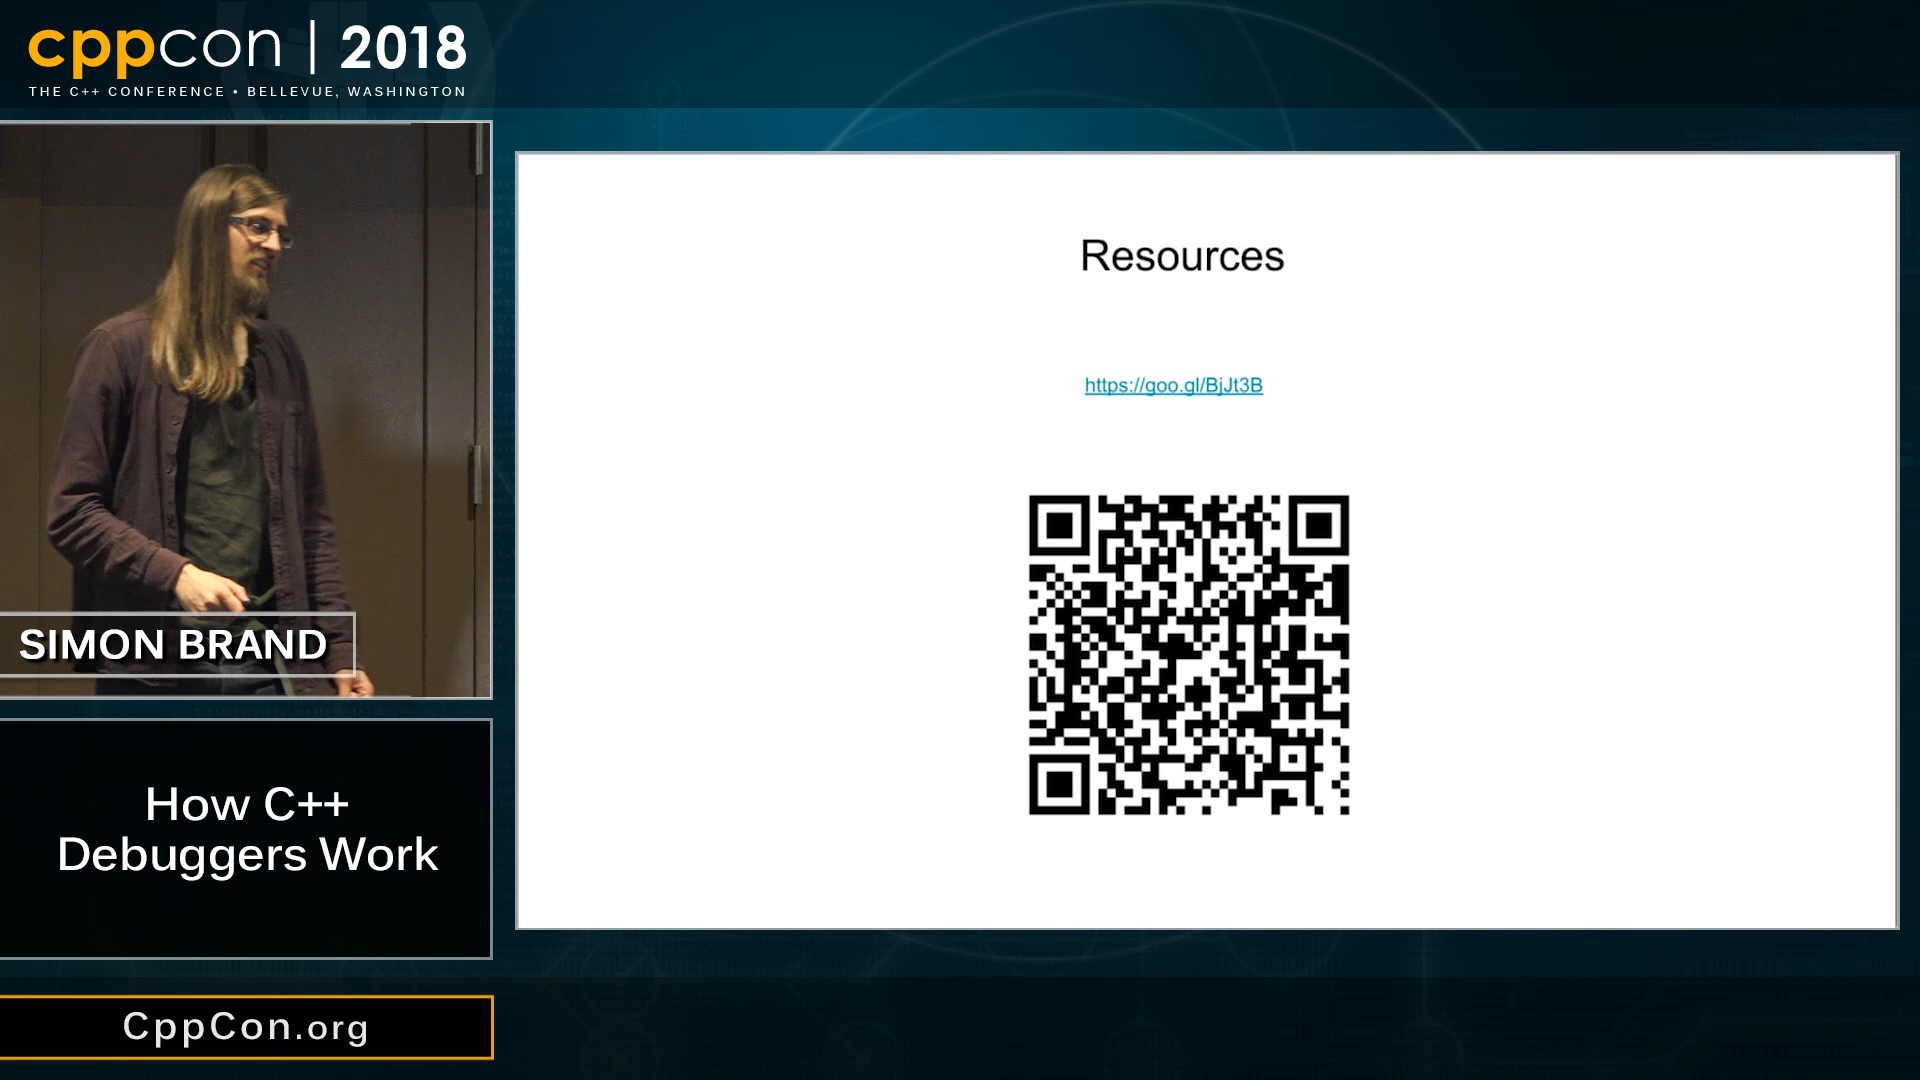 cppcon | 2018
THE C++ CONFERENCE • BELLEVUE, WASHINGTON
Resources
https://goo.gl/BjJt3B
SIMON BRAND
How C++
Debuggers Work
CppCon.org